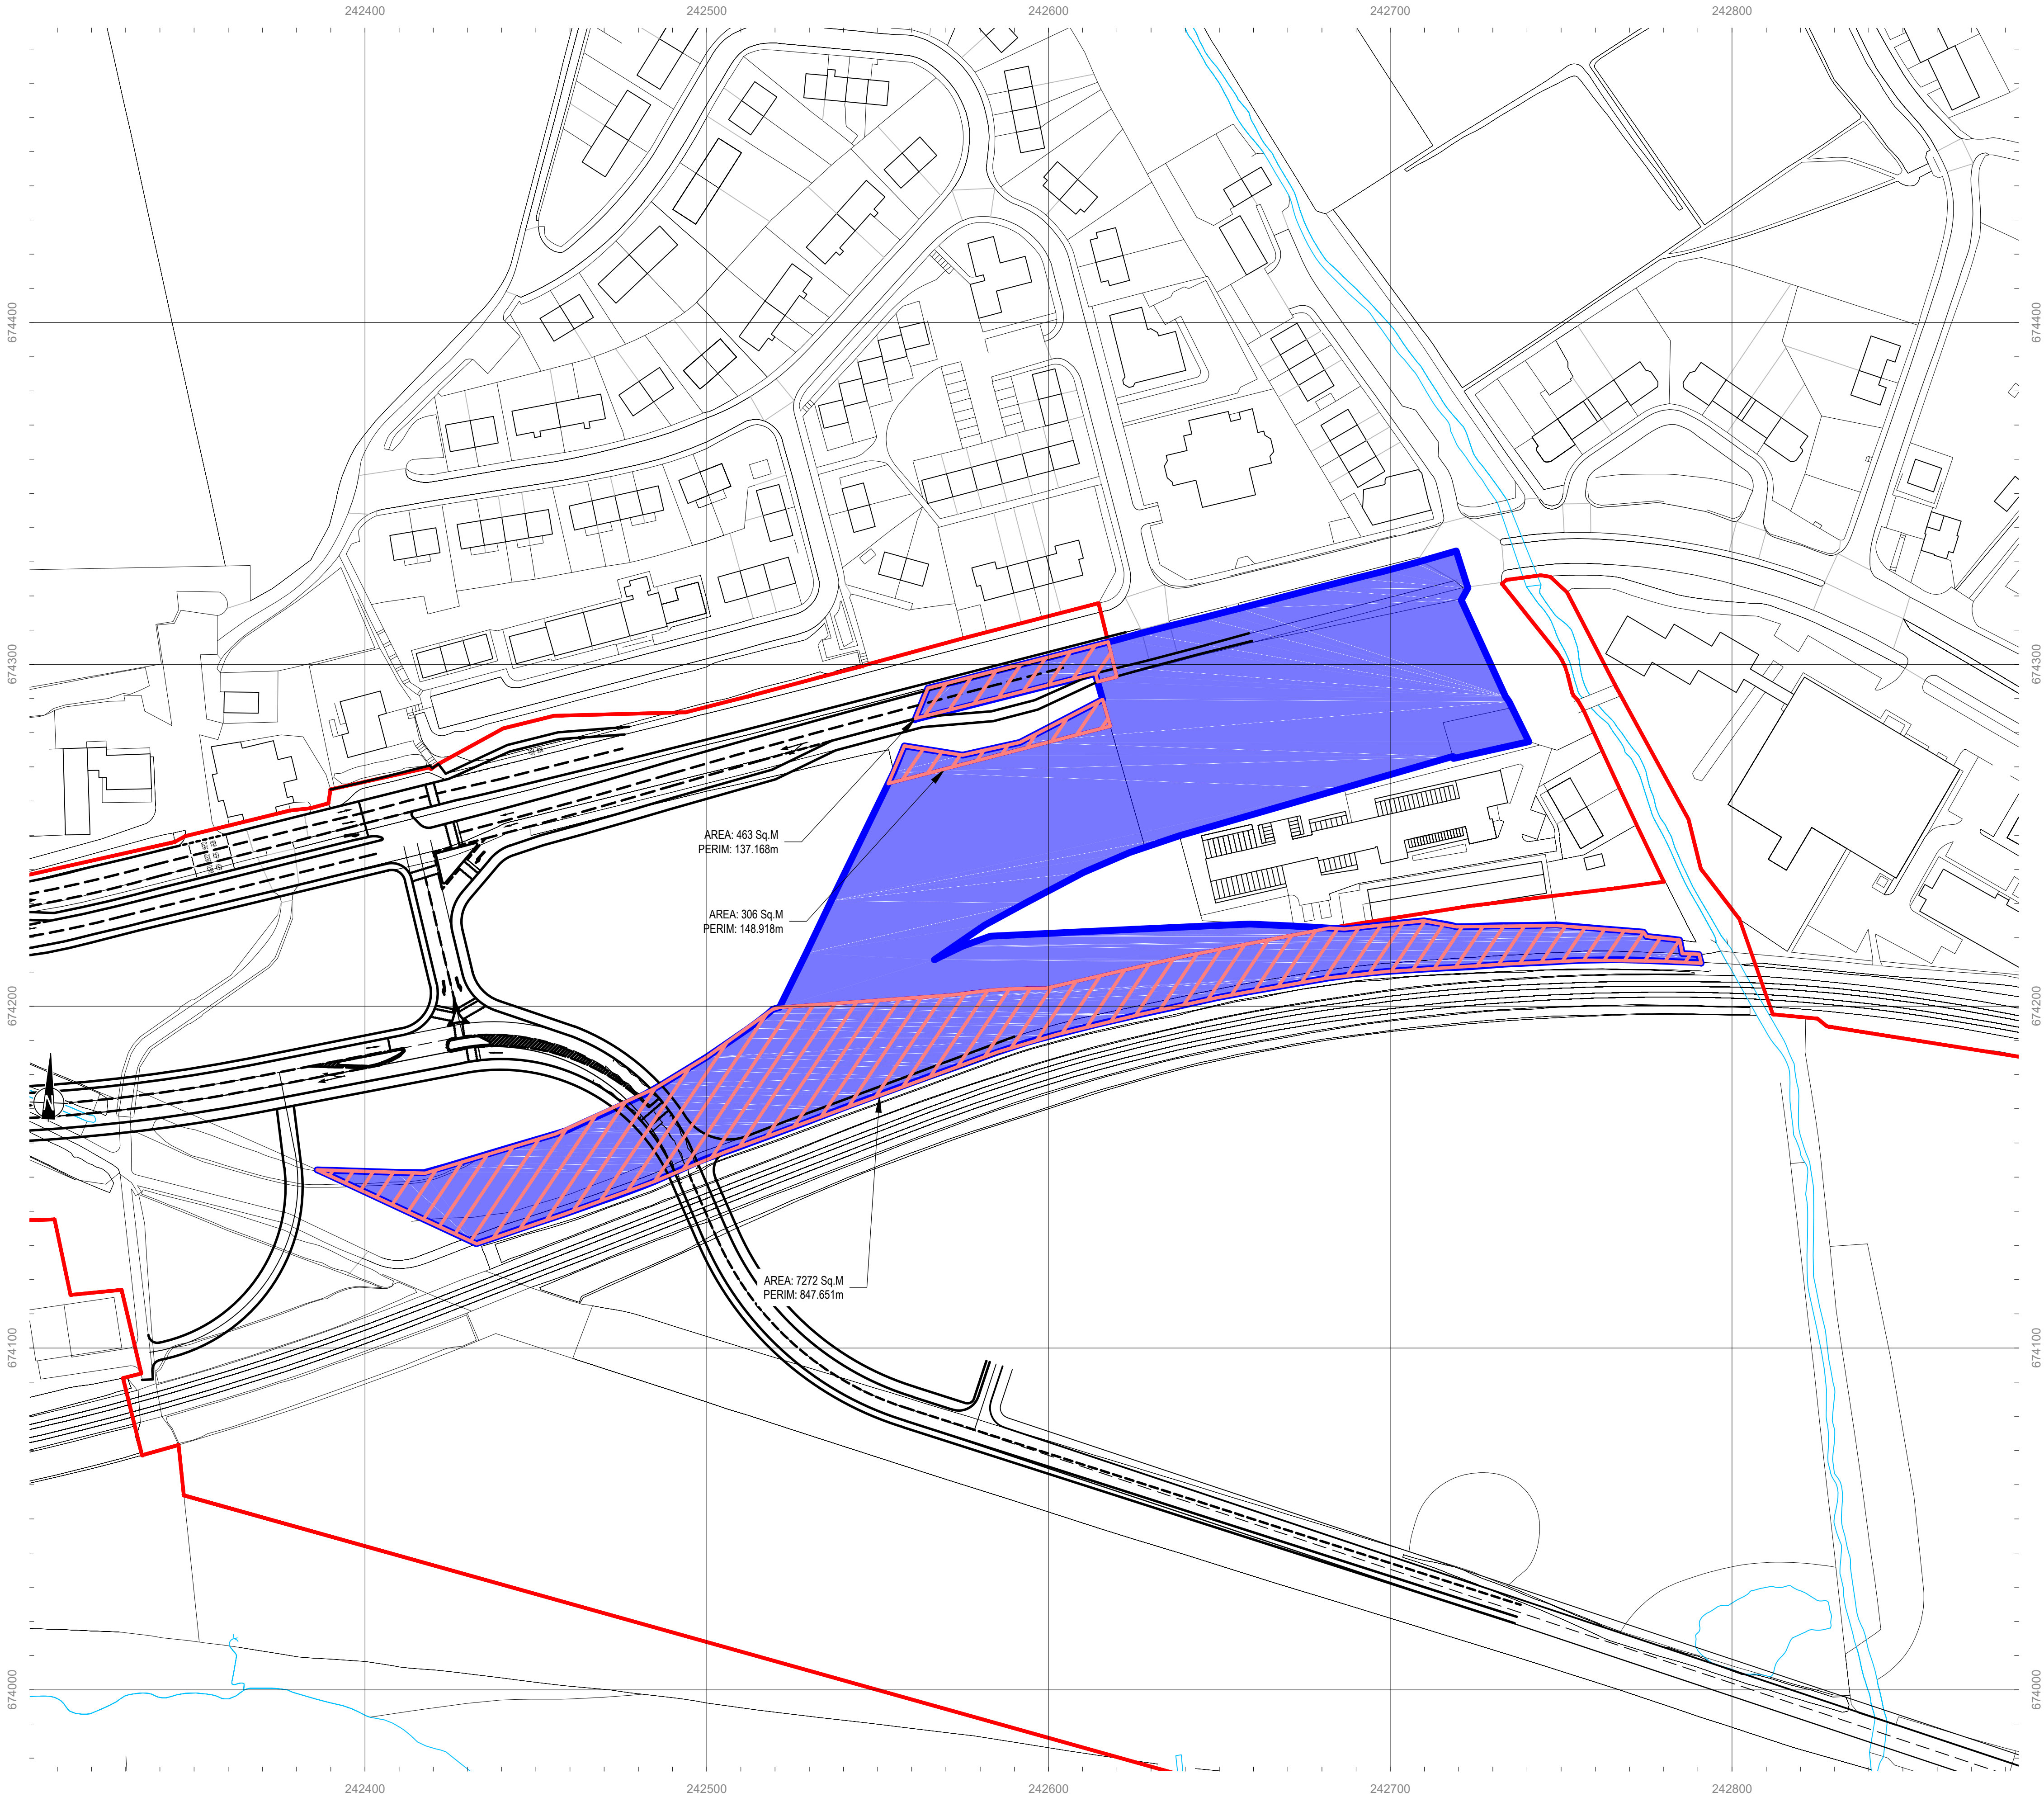 242400 242500 242600 242700 242800
674400 674400
674300 674300
AREA: 463 Sq.M
PERIM: 137.168m
AREA: 306 Sq.M
PERIM: 148.918m
674200 674200
N
AREA: 7272 Sq.M
PERIM: 847.651m
674100 674100
674000 674000
242400 242500 242600 242700 242800